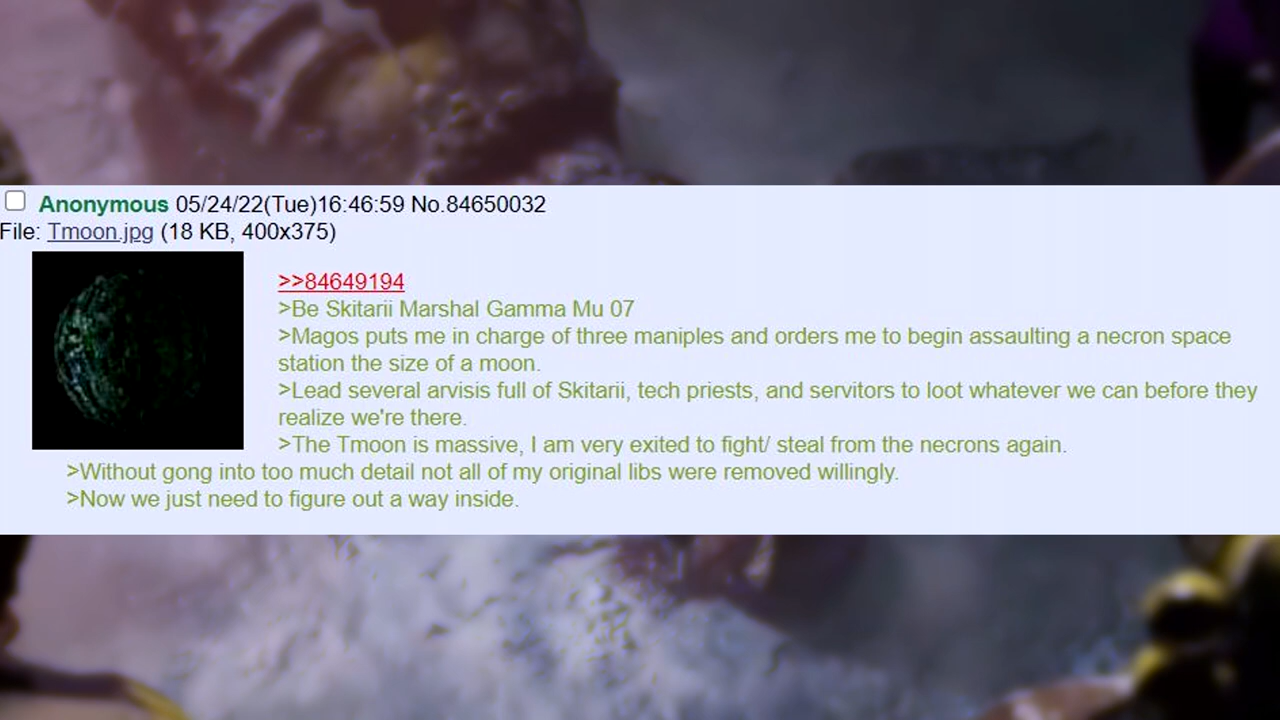 Anonymous 05/24/22(Tue)16:46:59 No.84650032
File: Tmoon.jpg (18 KB, 400x375)
>>84649194
>Be Skitarii Marshal Gamma Mu 07
>Magos puts me in charge of three maniples and orders me to begin assaulting a necron space
station the size of a moon.
>Lead several arvisis full of Skitarii, tech priests, and servitors to loot whatever we can before they
realize we're there.
>The Tmoon is massive, I am very exited to fight/ steal from the necrons again.
>Without gong into too much detail not all of my original libs were removed willingly.
>Now we just need to figure out a way inside.